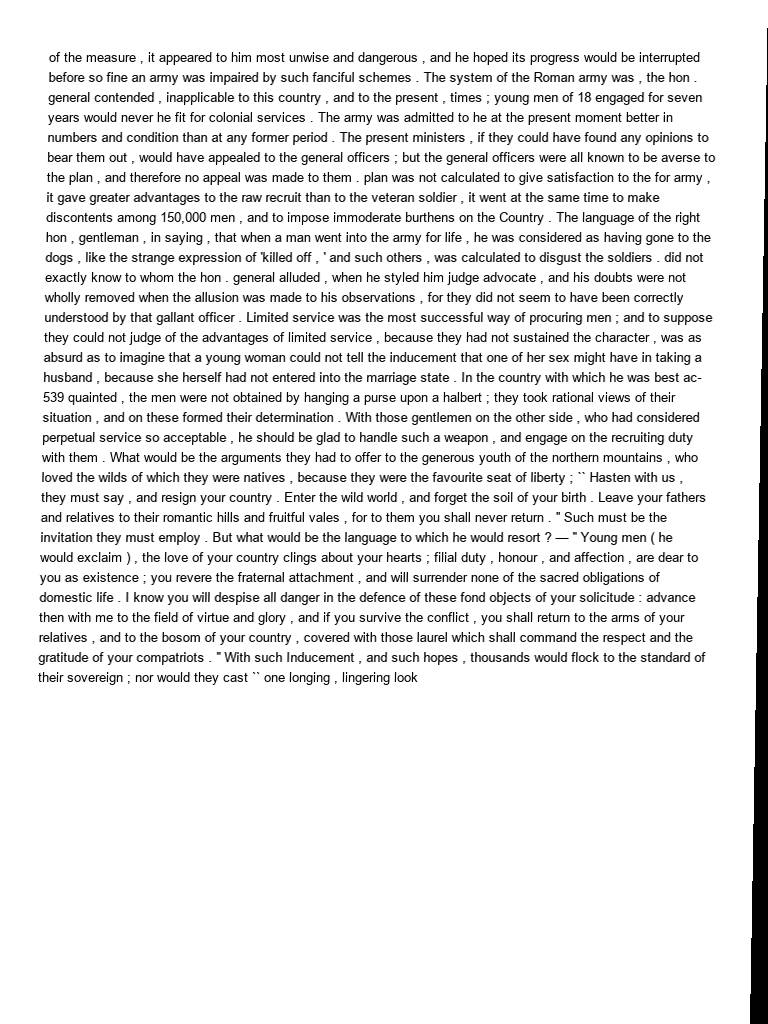 of the measure , it appeared to him most unwise and dangerous , and he hoped its progress would be interrupted
before so fine an army was impaired by such fanciful schemes . The system of the Roman army was , the hon .
general contended , inapplicable to this country , and to the present , times ; young men of 18 engaged for seven
years would never he fit for colonial services . The army was admitted to he at the present moment better in
numbers and condition than at any former period . The present ministers , if they could have found any opinions to
bear them out , would have appealed to the general officers ; but the general officers were all known to be averse to
the plan , and therefore no appeal was made to them . plan was not calculated to give satisfaction to the for army ,
it gave greater advantages to the raw recruit than to the veteran soldier , it went at the same time to make
discontents among 150,000 men , and to impose immoderate burthens on the Country . The language of the right
hon , gentleman , in saying , that when a man went into the army for life , he was considered as having gone to the
dogs , like the strange expression of 'killed off , ' and such others , was calculated to disgust the soldiers . did not
exactly know to whom the hon . general alluded , when he styled him judge advocate , and his doubts were not
wholly removed when the allusion was made to his observations , for they did not seem to have been correctly
understood by that gallant officer . Limited service was the most successful way of procuring men ; and to suppose
they could not judge of the advantages of limited service , because they had not sustained the character , was as
absurd as to imagine that a young woman could not tell the inducement that one of her sex might have in taking a
husband , because she herself had not entered into the marriage state . In the country with which he was best ac-
539 quainted , the men were not obtained by hanging a purse upon a halbert ; they took rational views of their
situation , and on these formed their determination . With those gentlemen on the other side , who had considered
perpetual service so acceptable , he should be glad to handle such a weapon , and engage on the recruiting duty
with them . What would be the arguments they had to offer to the generous youth of the northern mountains , who
loved the wilds of which they were natives , because they were the favourite seat of liberty ; `` Hasten with us ,
they must say , and resign your country . Enter the wild world , and forget the soil of your birth . Leave your fathers
and relatives to their romantic hills and fruitful vales , for to them you shall never return . " Such must be the
invitation they must employ . But what would be the language to which he would resort ? — " Young men ( he
would exclaim ) , the love of your country clings about your hearts ; filial duty , honour , and affection , are dear to
you as existence ; you revere the fraternal attachment , and will surrender none of the sacred obligations of
domestic life . I know you will despise all danger in the defence of these fond objects of your solicitude : advance
then with me to the field of virtue and glory , and if you survive the conflict , you shall return to the arms of your
relatives , and to the bosom of your country , covered with those laurel which shall command the respect and the
gratitude of your compatriots . " With such Inducement , and such hopes , thousands would flock to the standard of
their sovereign ; nor would they cast `` one longing , lingering look